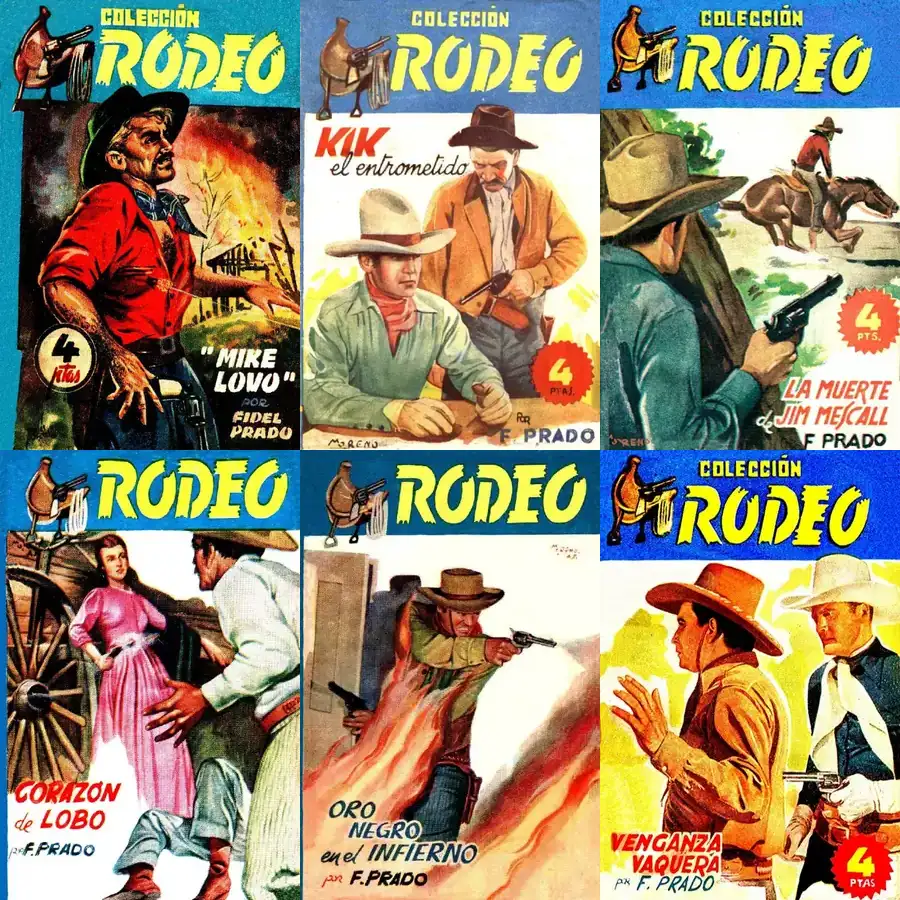 COLECCIÓN
RODEO
4
ptas
"MIKE
LOVO"
POR
FIDEL
PRADO
COLECCIÓN
RODEO
KIK
el entrometido
4
PTAS.
MORENO
POR
F. PRADO
COLECCIÓN
RODEO
4
PTS.
LA MUERTE
de JIM MESCALL
MORENO
F PRADO
RODEO
CORAZÓN
de LOBO
por F. PRADO
RODEO
ORO
NEGRO
en el INFIERNO
por F. PRADO
COLECCIÓN
RODEO
VENGANZA
VAQUERA
por F. PRADO
4
PTAS